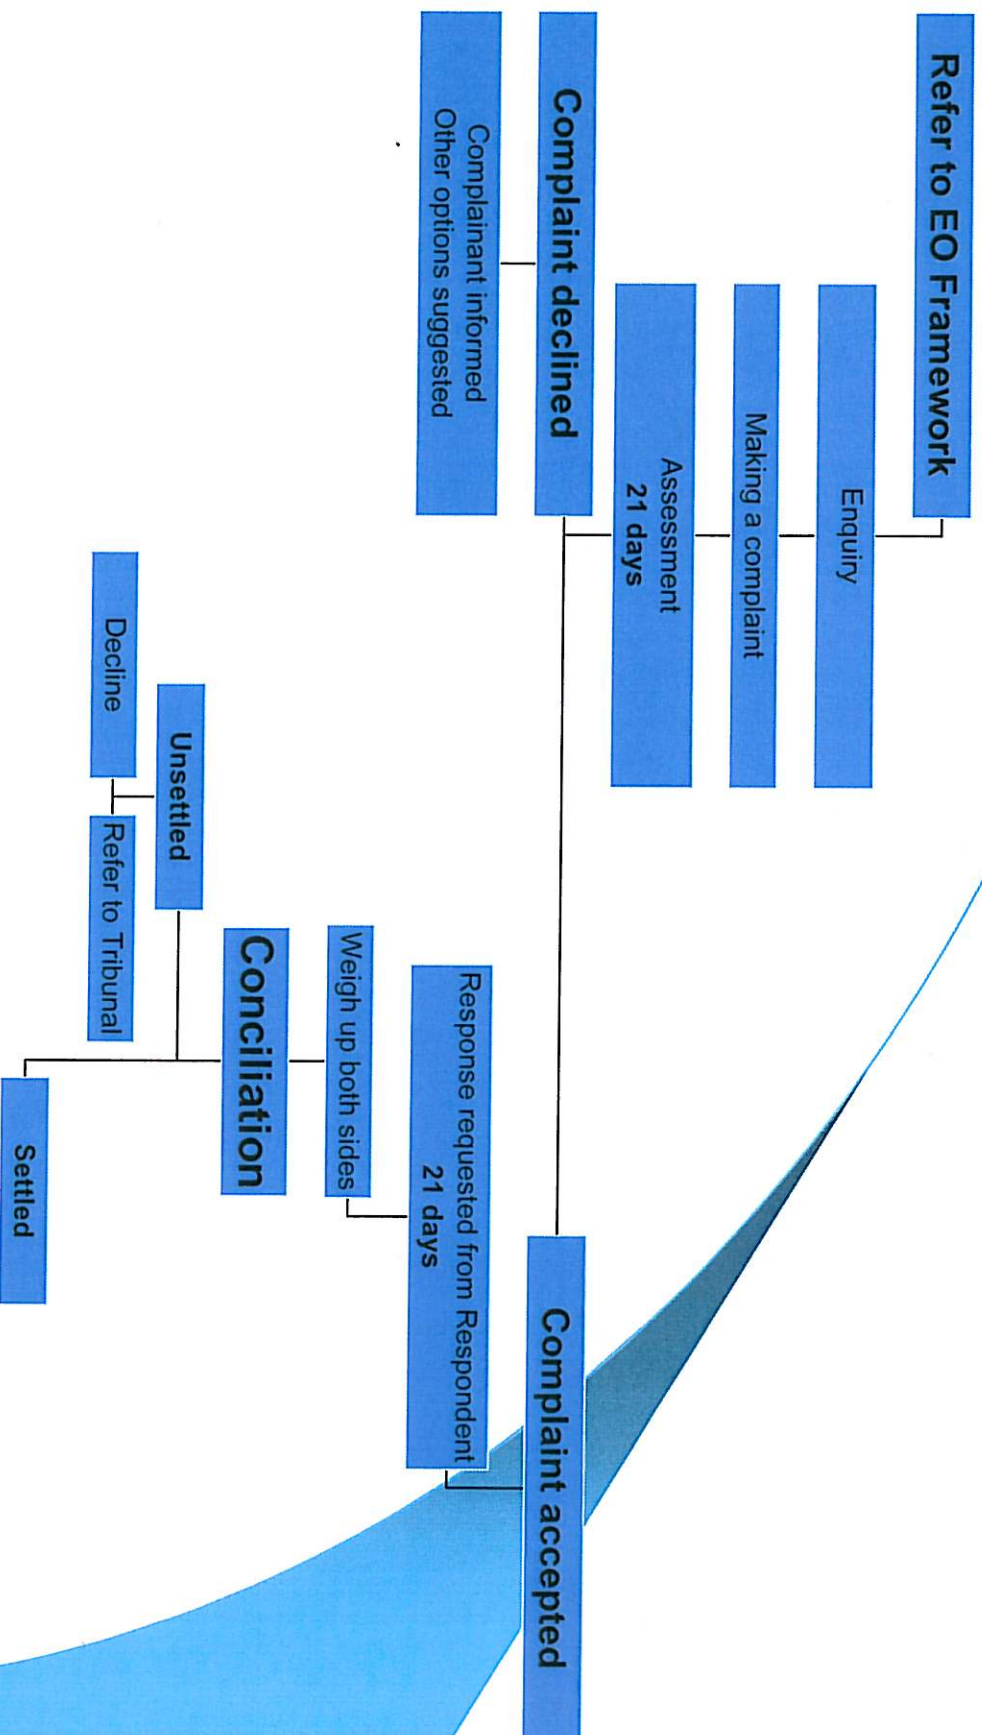 Refer to EO Framework
Enquiry
Making a complaint
Assessment
21 days
Complaint declined
Complaint accepted
Complainant informed
Other options suggested
Response requested from Respondent
21 days
Weigh up both sides
Conciliation
Unsettled
Decline
Refer to Tribunal
Settled